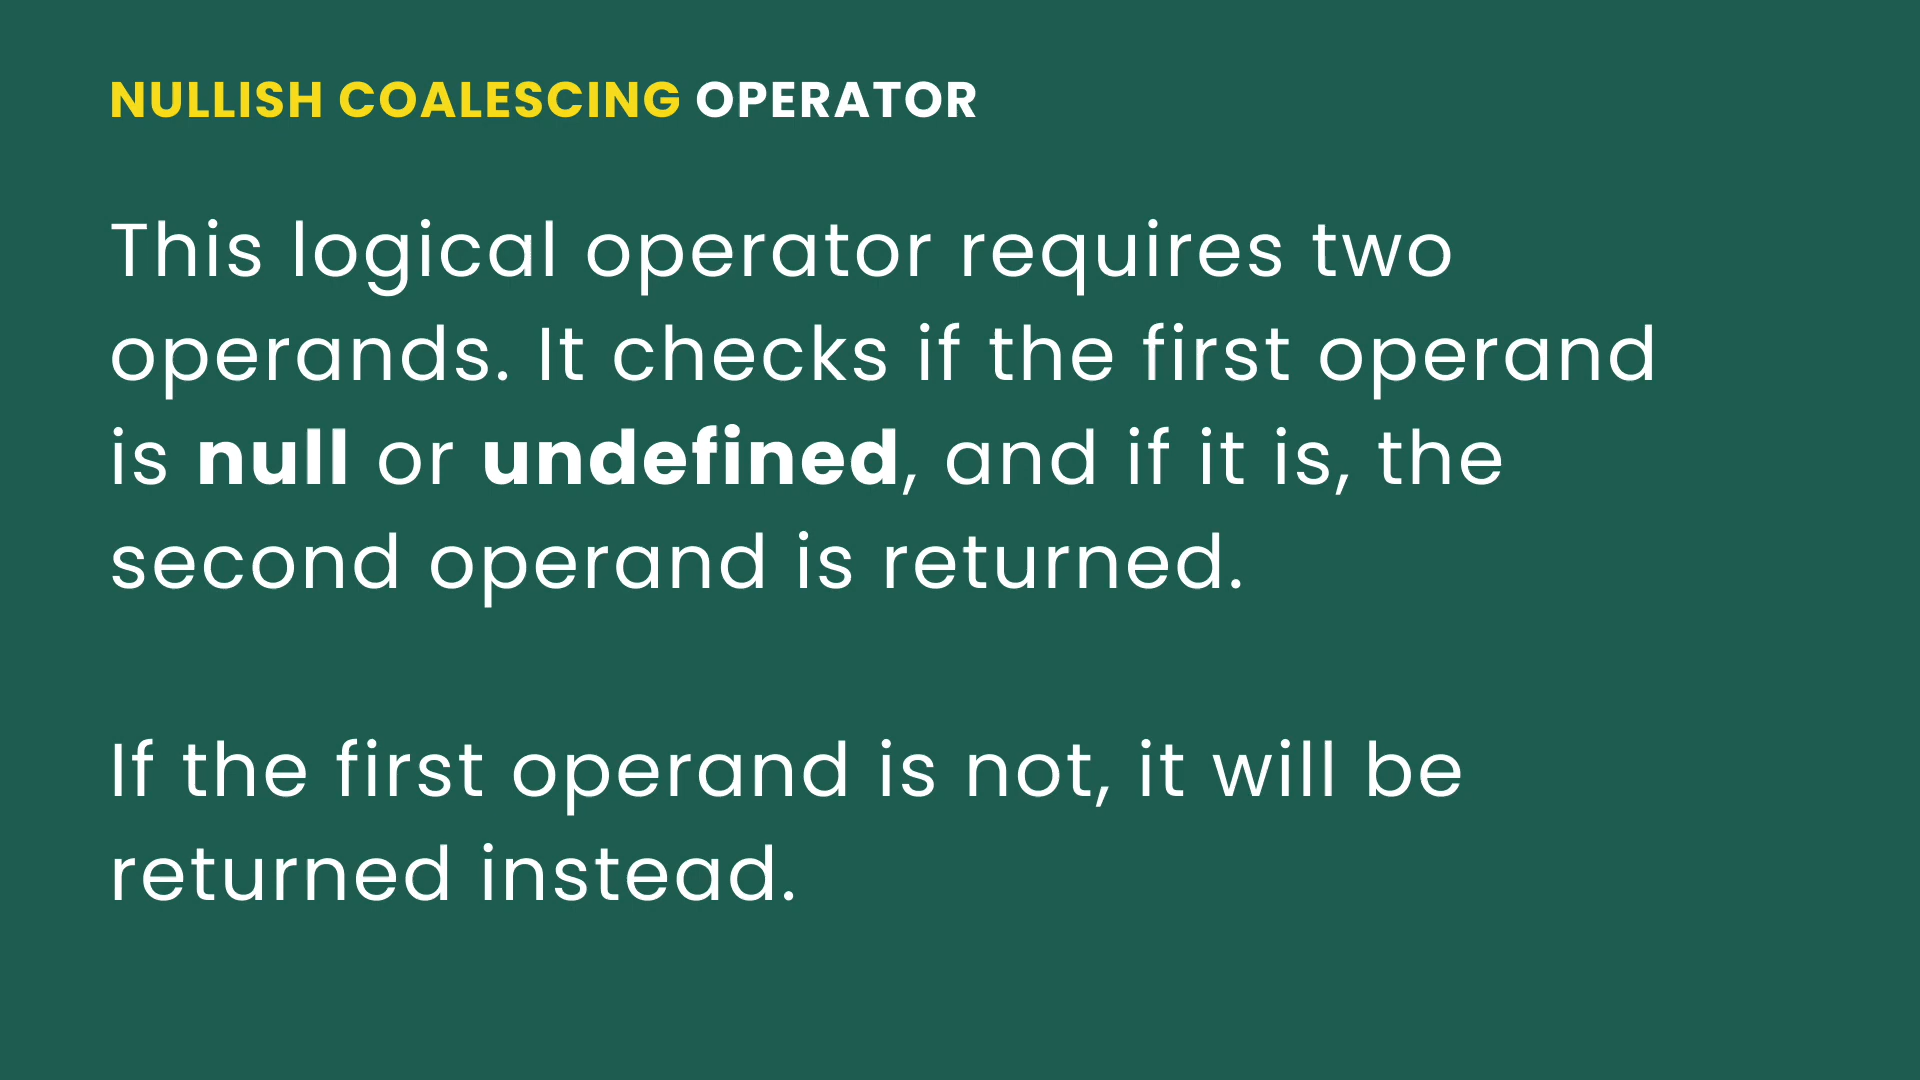 NULLISH COALESCING OPERATOR
This logical operator requires two
operands. It checks if the first operand
is null or undefined, and if it is, the
second operand is returned.
If the first operand is not, it will be
returned instead.